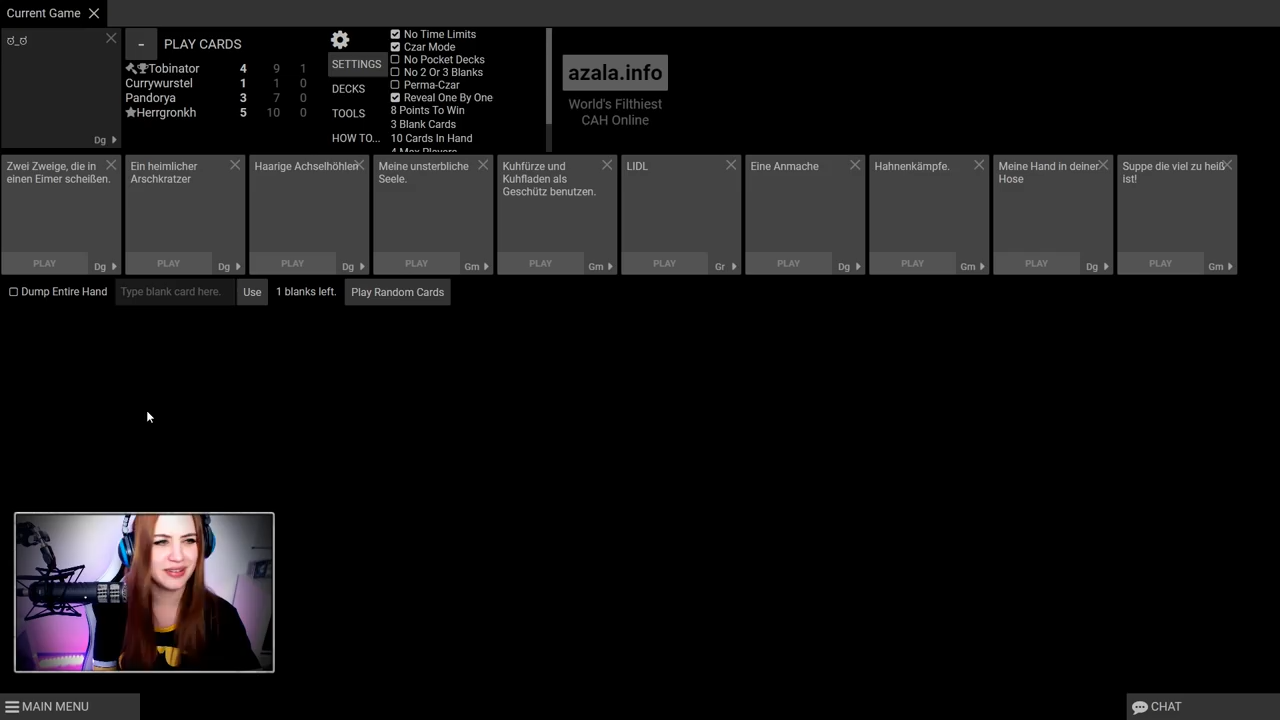 Current Game
ಠ_ಠ
Dg
-
PLAY CARDS
Tobinator 4 9 1
Currywurstel 1 1 0
Pandorya 3 7 0
Herrgronkh 5 10 0
SETTINGS
DECKS
TOOLS
HOW TO...
No Time Limits
Czar Mode
No Pocket Decks
No 2 Or 3 Blanks
Perma-Czar
Reveal One By One
8 Points To Win
3 Blank Cards
10 Cards In Hand
4 Max Players
azala.info
World's Filthiest
CAH Online
Zwei Zweige, die in
einen Eimer scheißen.
PLAY
Dg
Ein heimlicher
Arschkratzer
PLAY
Dg
Haarige Achselhöhlen
PLAY
Dg
Meine unsterbliche
Seele.
PLAY
Gm
Kuhfürze und
Kuhfladen als
Geschütz benutzen.
PLAY
Gm
LIDL
PLAY
Gr
Eine Anmache
PLAY
Dg
Hahnenkämpfe.
PLAY
Gm
Meine Hand in deiner
Hose
PLAY
Dg
Suppe die viel zu heiß
ist!
PLAY
Gm
Dump Entire Hand
Type blank card here.
Use
1 blanks left.
Play Random Cards
MAIN MENU
CHAT